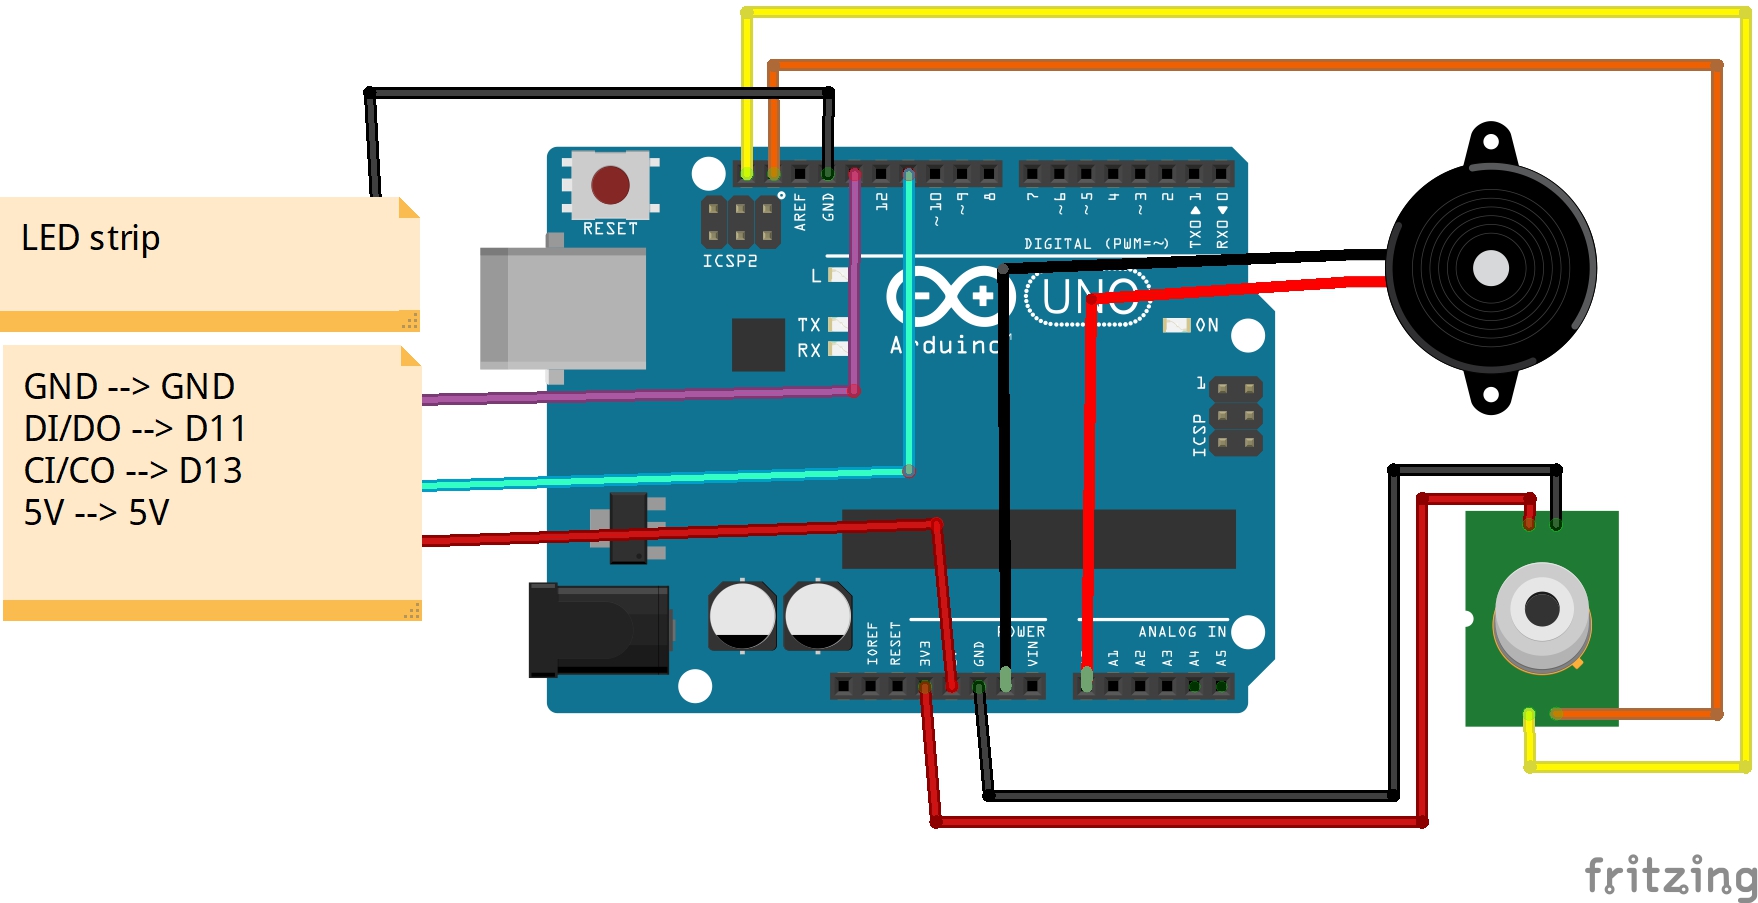 LED strip
GND --> GND
DI/DO --> D11
CI/CO --> D13
5V --> 5V
RESET
ICSP2
AREF
GND
12
~10
~9
8
7
~6
~5
4
~3
2
TX0▶1
RX0◀0
DIGITAL (PWM=~)
L
TX
RX
UNO
ON
Arduino
1
ICSP
POWER
ANALOG IN
IOREF
RESET
3V3
GND
VIN
A1
A2
A3
A4
A5
fritzing